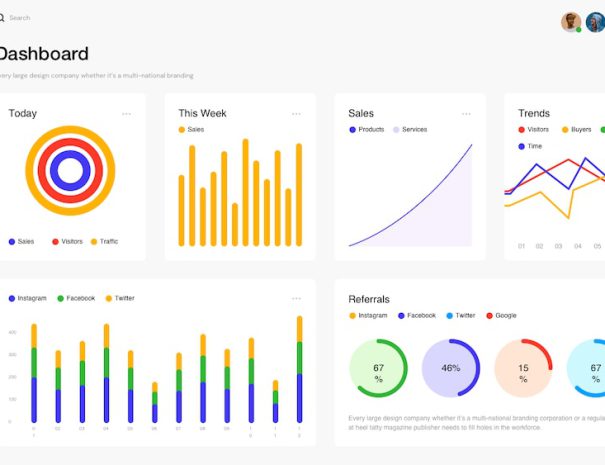 Search
Dashboard
every large design company whether it's a multi-national branding
Today
Sales
Visitors
Traffic
This Week
Sales
Sales
Products
Services
Trends
Visitors
Buyers
Time
01 02 03 04 05
Instagram
Facebook
Twitter
400
300
200
100
0
0
1
02 03 04 05 06 07 08 09
1
0
1
1
1
2
Referrals
Instagram
Facebook
Twitter
Google
67
%
46%
15
%
67
%
Every large design company whether it's a multi-national branding corporation or a regular
at heel tatty magazine publisher needs to fill holes in the workforce.